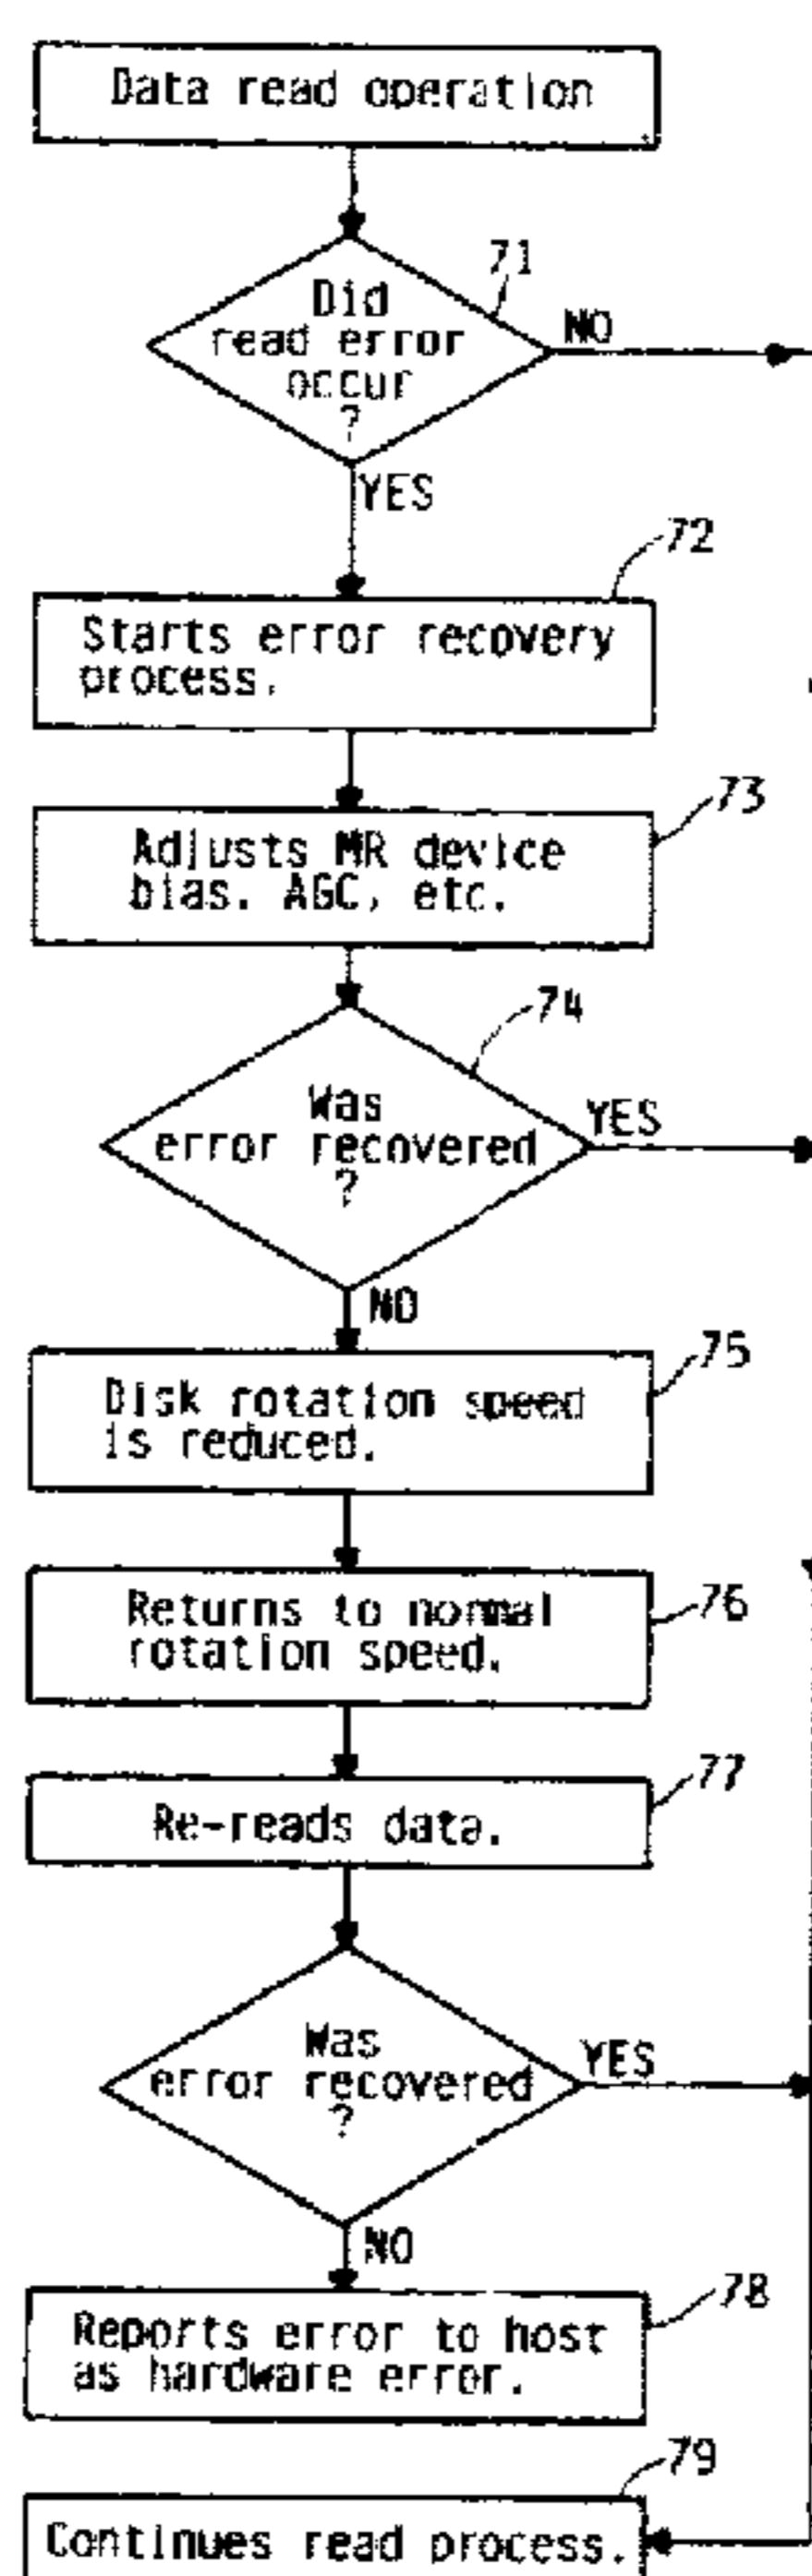 Data read operation
71
Did
read error
occur
?
NO
YES
72
Starts error recovery
process.
73
Adjusts MR device
bias. AGC, etc.
74
Was
error recovered
?
YES
NO
75
Disk rotation speed
is reduced.
76
Returns to normal
rotation speed.
77
Re-reads data.
Was
error recovered
?
YES
NO
78
Reports error to host
as hardware error.
79
Continues read process.